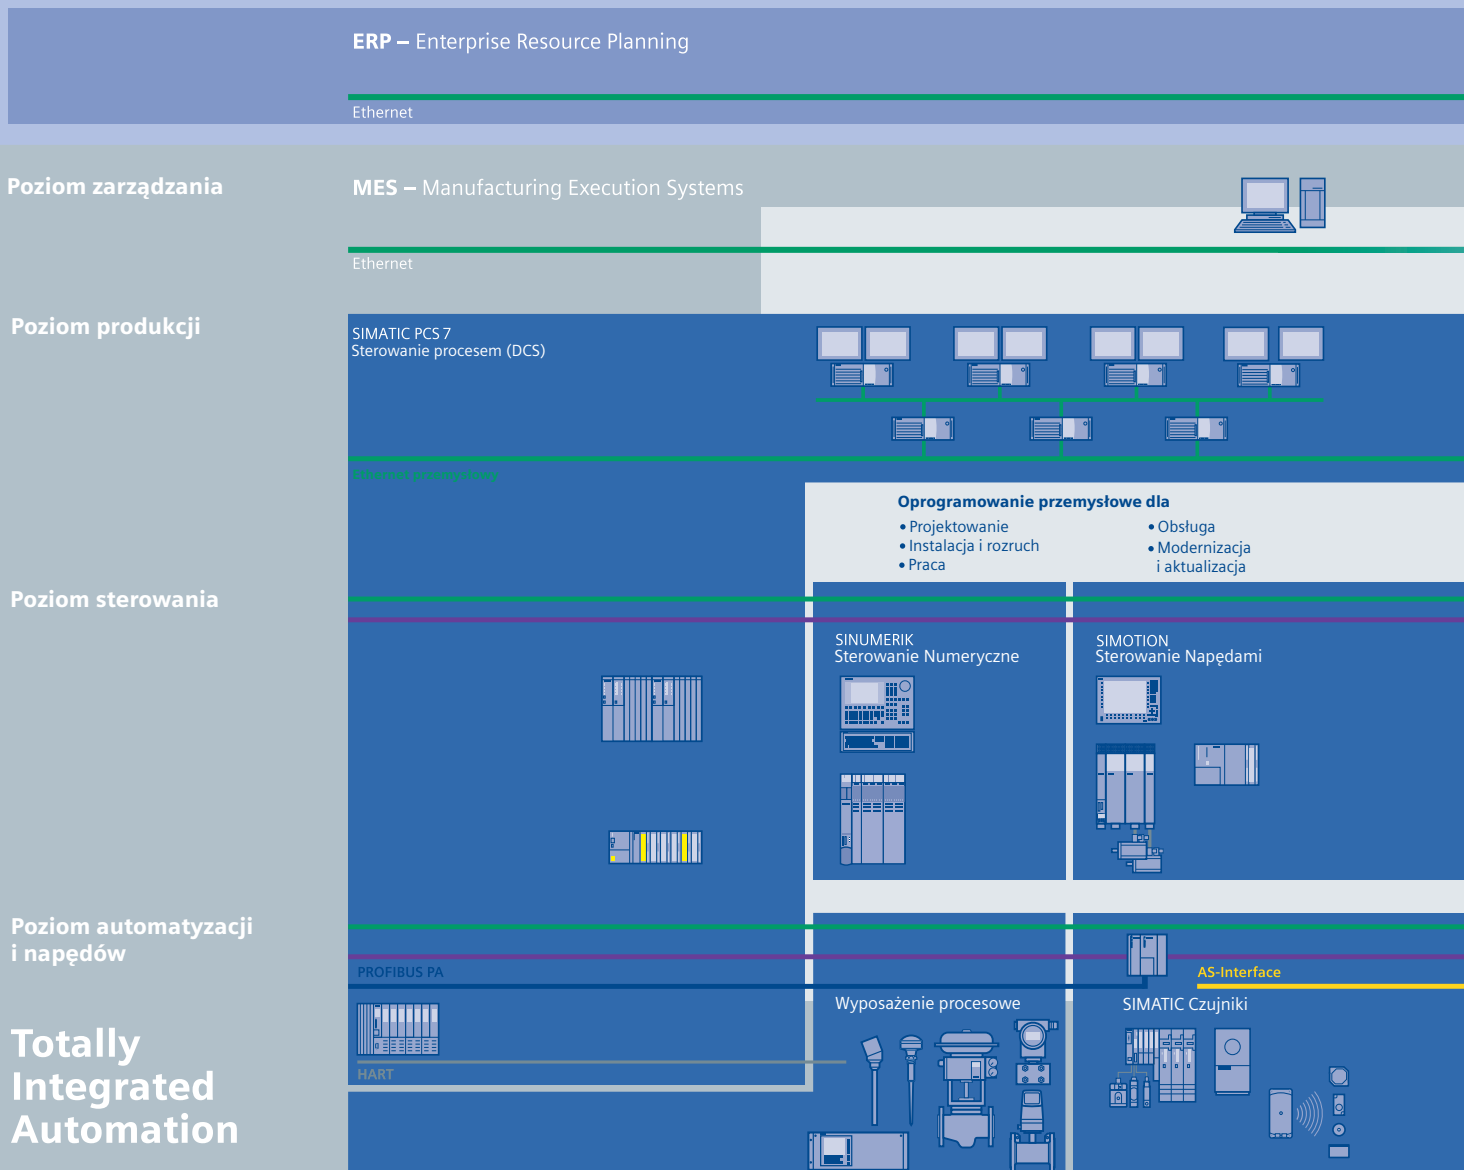 ERP – Enterprise Resource Planning
Ethernet
Poziom zarządzania
MES – Manufacturing Execution Systems
Ethernet
Poziom produkcji
SIMATIC PCS 7
Sterowanie procesem (DCS)
Ethernet przemysłowy
Oprogramowanie przemysłowe dla
• Projektowanie
• Instalacja i rozruch
• Praca
• Obsługa
• Modernizacja
i aktualizacja
Poziom sterowania
SINUMERIK
Sterowanie Numeryczne
SIMOTION
Sterowanie Napędami
Poziom automatyzacji
i napędów
PROFIBUS PA
AS-Interface
Wyposażenie procesowe
SIMATIC Czujniki
HART
Totally
Integrated
Automation